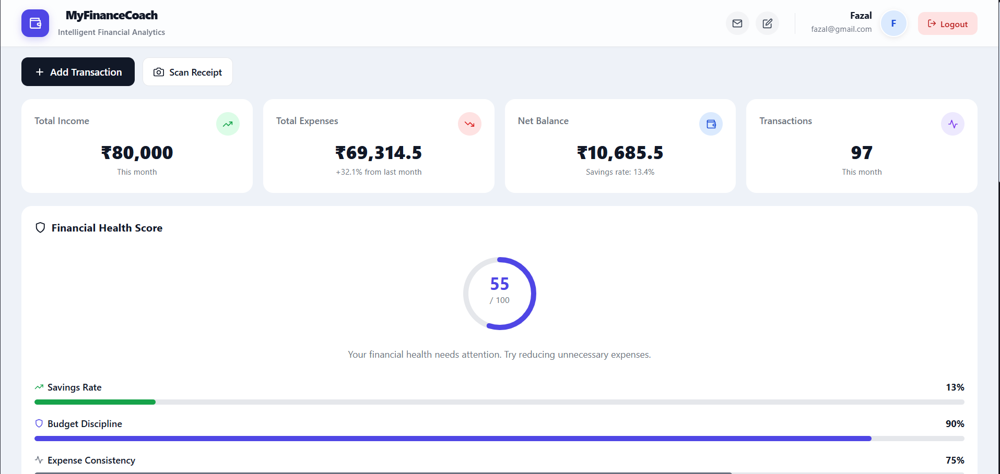 MyFinanceCoach
Intelligent Financial Analytics
Fazal
fazal@gmail.com
F
Logout
Add Transaction
Scan Receipt
Total Income
₹80,000
This month
Total Expenses
₹69,314.5
+32.1% from last month
Net Balance
₹10,685.5
Savings rate: 13.4%
Transactions
97
This month
Financial Health Score
55
/ 100
Your financial health needs attention. Try reducing unnecessary expenses.
Savings Rate 13%
Budget Discipline 90%
Expense Consistency 75%